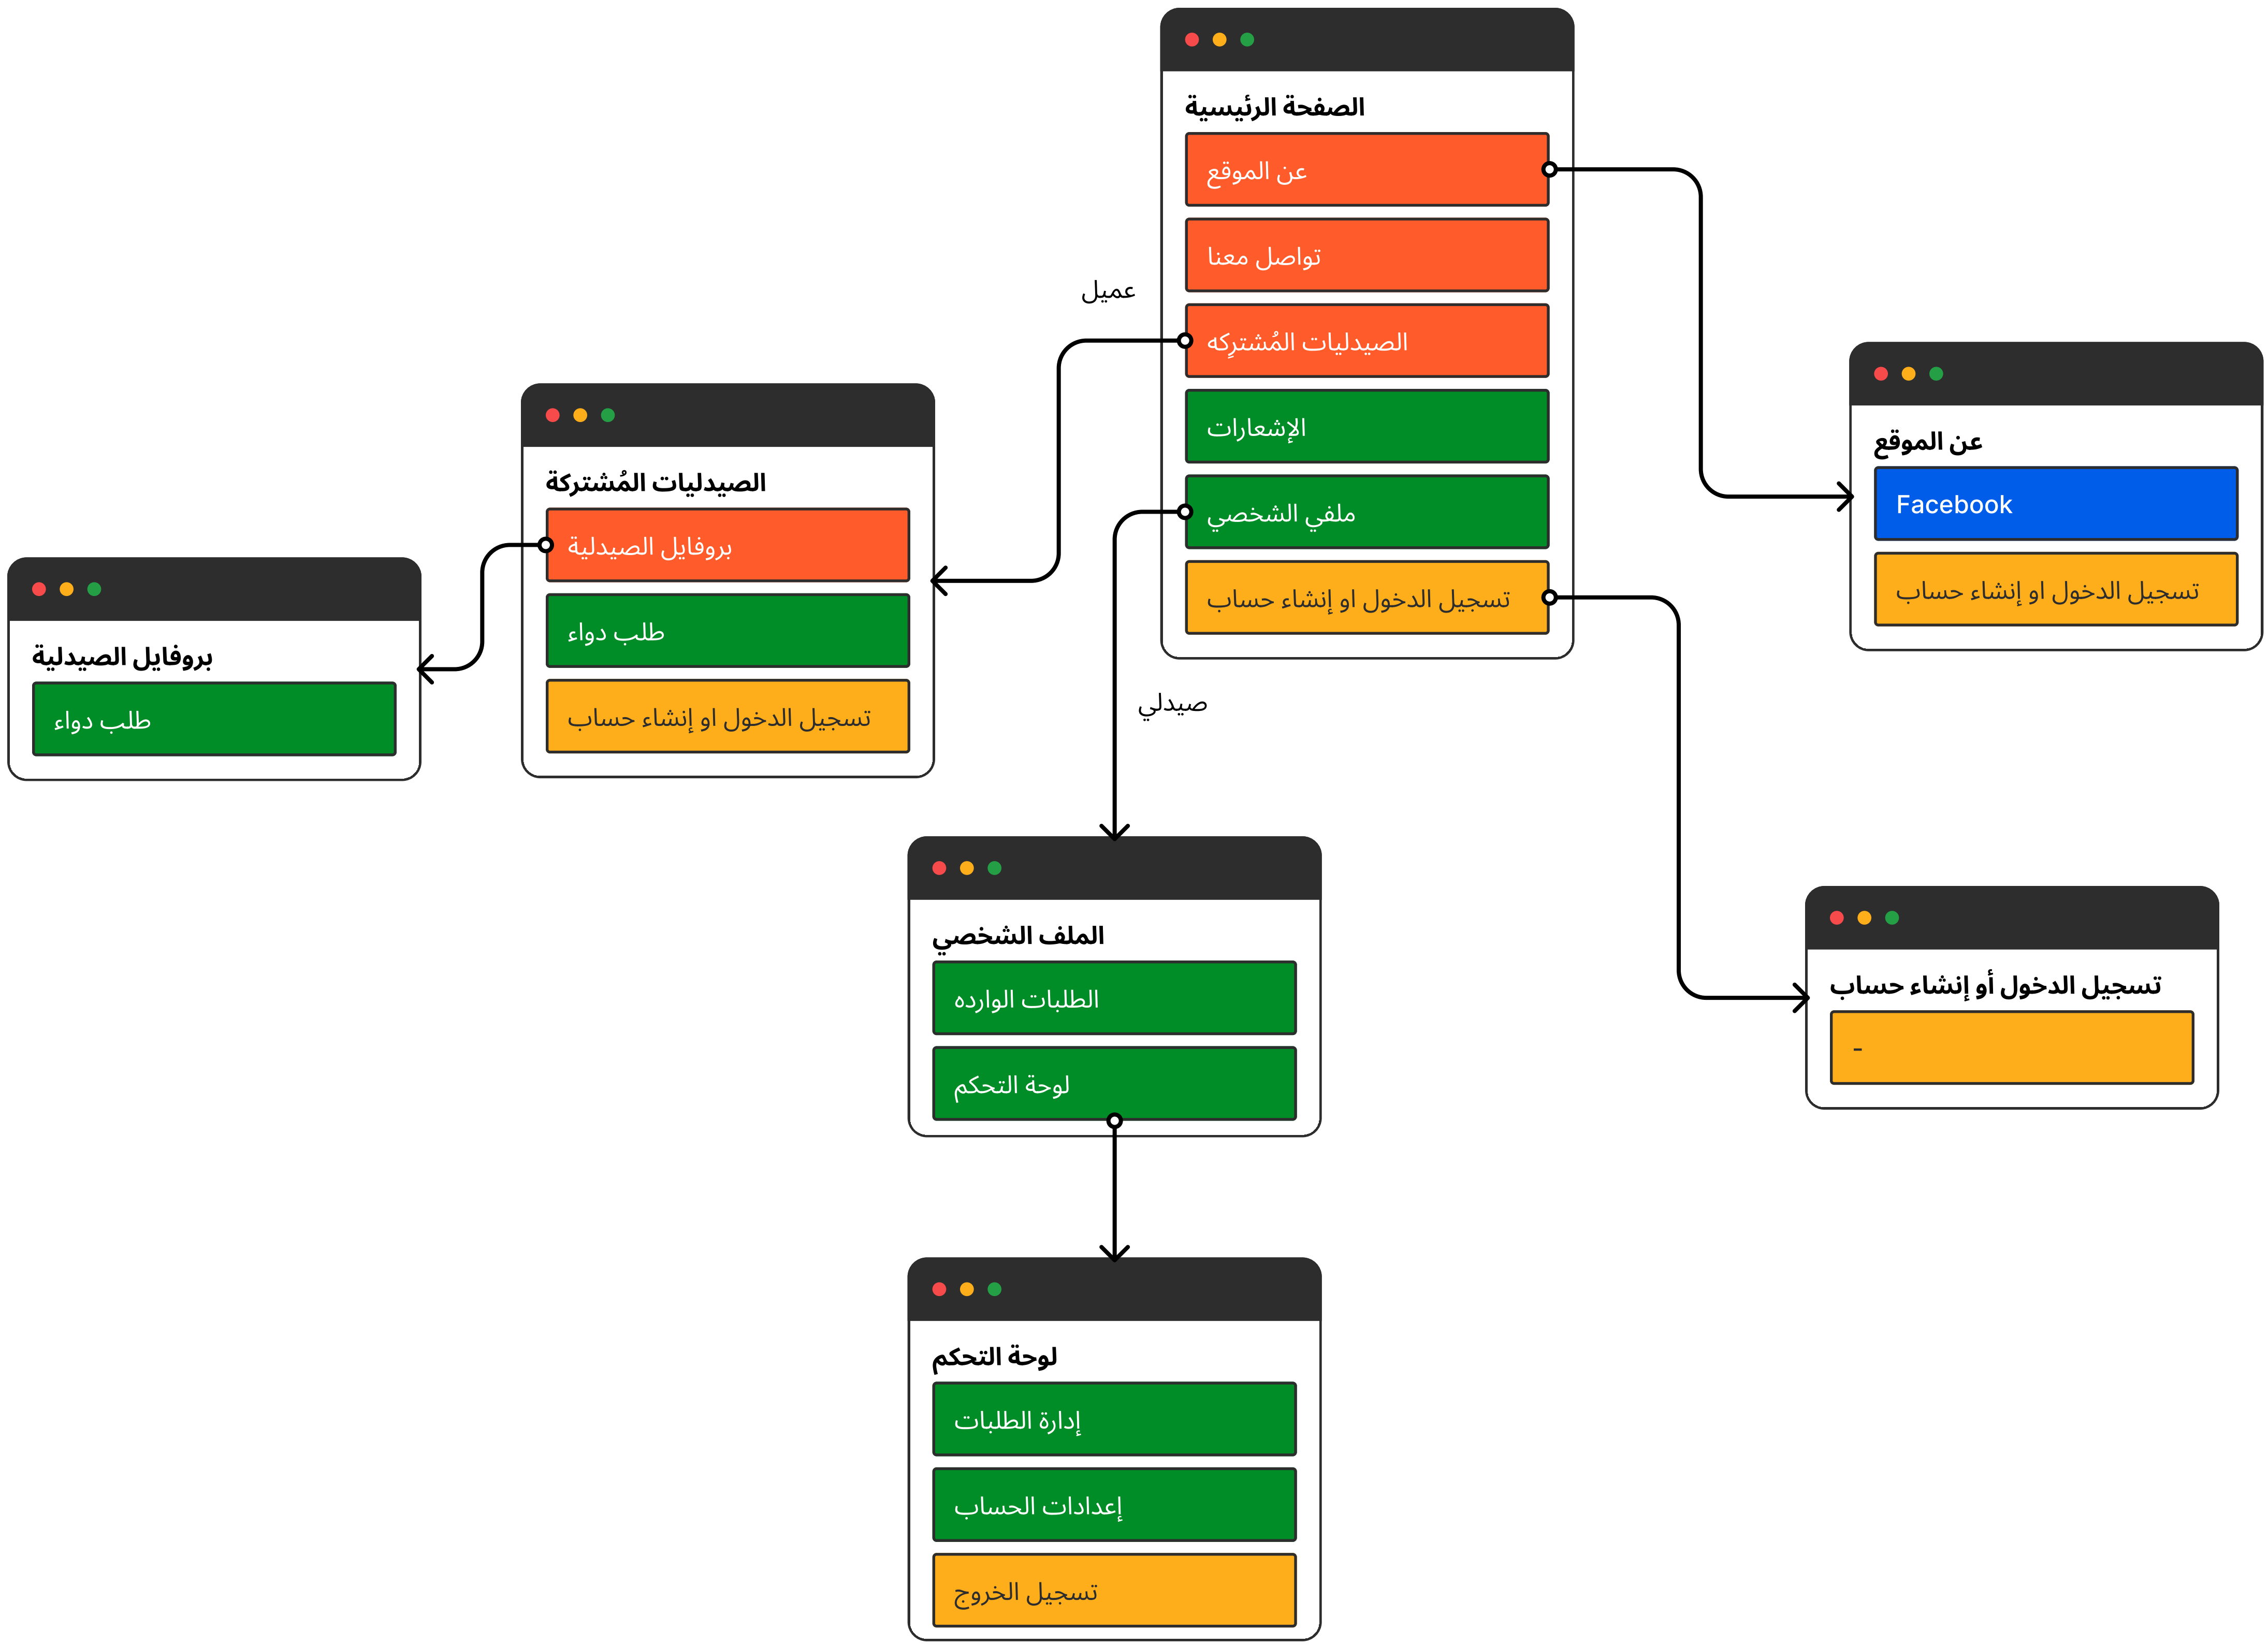 الصفحة الرئيسية
عن الموقع
تواصل معنا
الصيدليات المُشترِكه
الإشعارات
ملفي الشخصي
تسجيل الدخول او إنشاء حساب
عميل
صيدلي
عن الموقع
Facebook
تسجيل الدخول او إنشاء حساب
الصيدليات المُشتركة
بروفايل الصيدلية
طلب دواء
تسجيل الدخول او إنشاء حساب
بروفايل الصيدلية
طلب دواء
الملف الشخصي
الطلبات الوارده
لوحة التحكم
تسجيل الدخول أو إنشاء حساب
-
لوحة التحكم
إدارة الطلبات
إعدادات الحساب
تسجيل الخروج